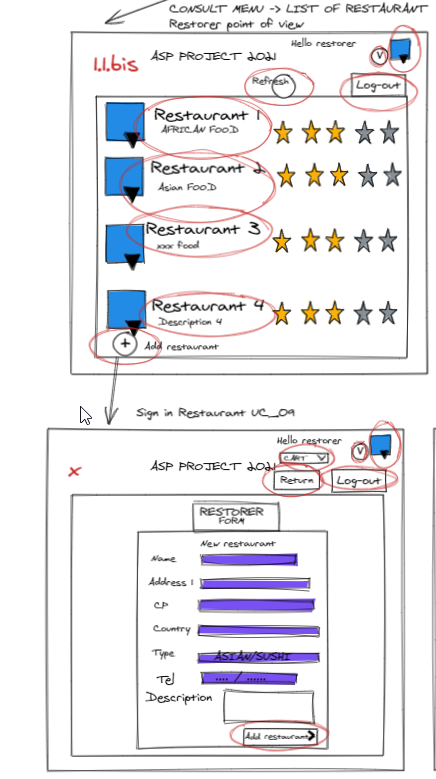 CONSULT MENU -> LIST OF RESTAURANT
Restorer point of view
Hello restorer
1.1.bis
ASP PROJECT 2021
V
Refresh
Log-out
Restaurant 1
AFRICAN FOOD
Restaurant 2
Asian FOOD
Restaurant 3
xxx food
Restaurant 4
Description 4
+ Add restaurant
Sign in Restaurant UC_09
Hello restorer
CART V
V
x
ASP PROJECT 2021
Return
Log-out
RESTORER
FORM
New restaurant
Name
Address 1
CP
Country
Type ASIAN/SUSHI
Tel .... / ......
Description
Add restaurant >